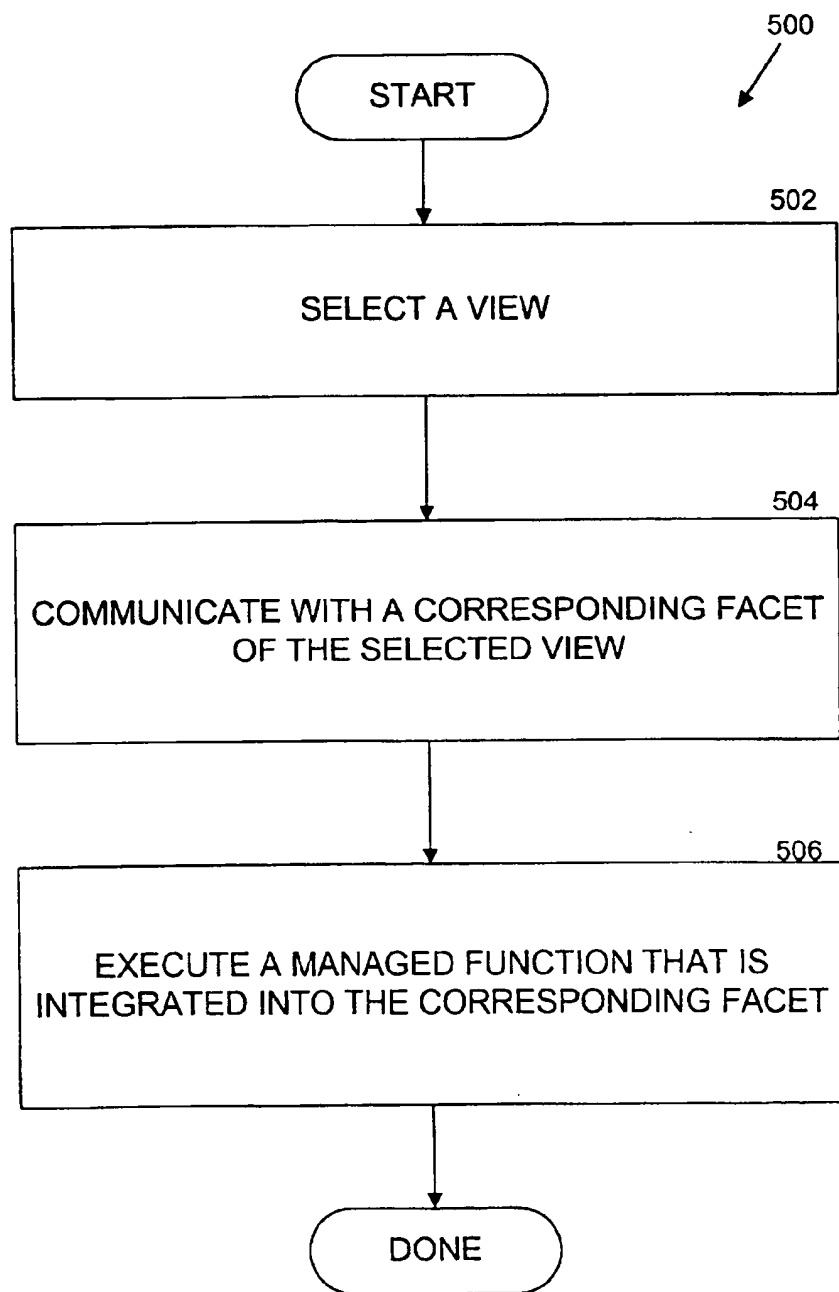 500
START
502
SELECT A VIEW
504
COMMUNICATE WITH A CORRESPONDING FACET
OF THE SELECTED VIEW
506
EXECUTE A MANAGED FUNCTION THAT IS
INTEGRATED INTO THE CORRESPONDING FACET
DONE